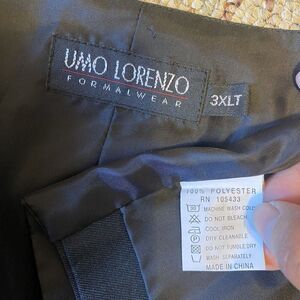 UMO LORENZO
FORMALWEAR
3XLT
100% POLYESTER
RN 105433
MACHINE WASH COLD
DO NOT BLEACH
COOL IRON
DRY CLEANABLE
DO NOT TUMBLE DRY
WASH SEPARATELY
MADE IN CHINA